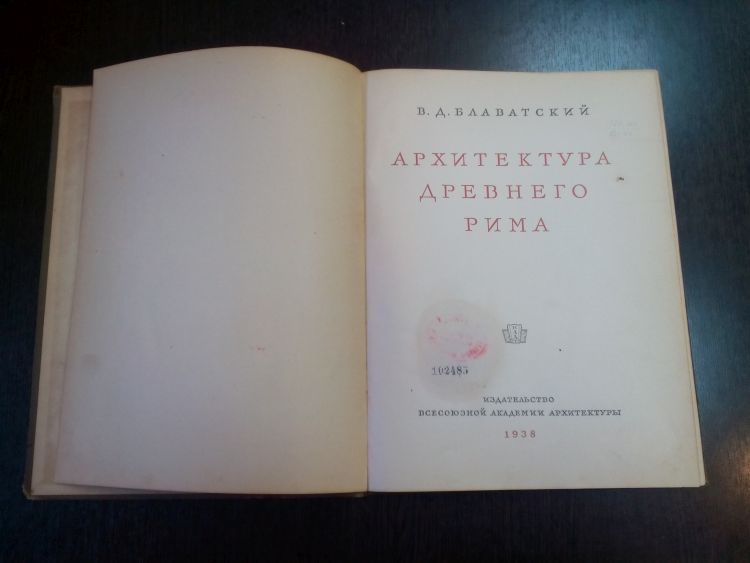 В. Д. БЛАВАТСКИЙ
АРХИТЕКТУРА
ДРЕВНЕГО
РИМА
102485
ИЗДАТЕЛЬСТВО
ВСЕСОЮЗНОЙ АКАДЕМИИ АРХИТЕКТУРЫ
1938